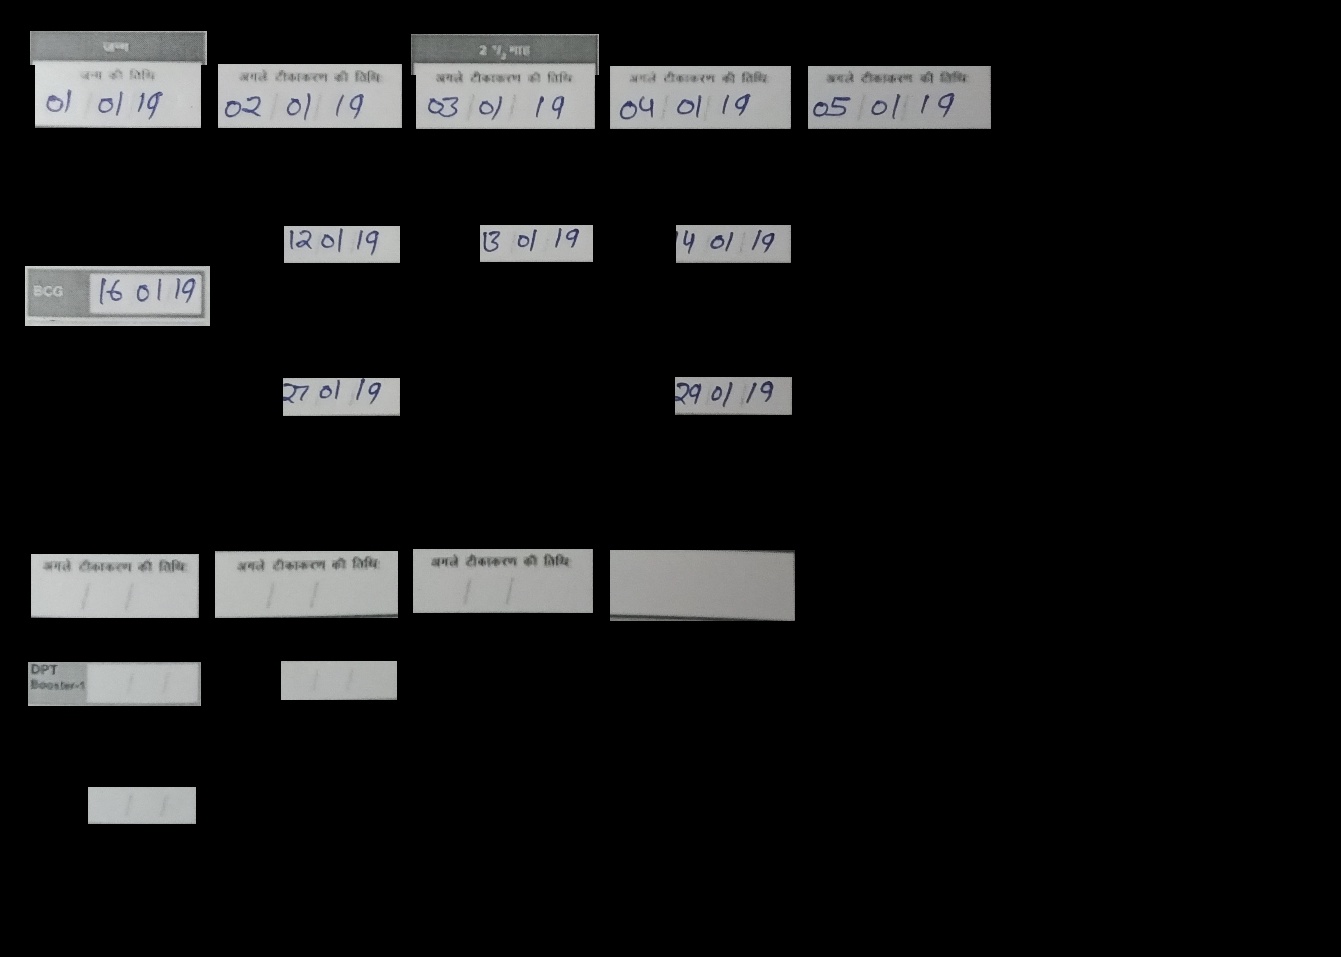 जन्म
2 ½ माह
जन्म की तिथि
अगले टीकाकरण की तिथि:
अगले टीकाकरण की तिथि:
अगले टीकाकरण की तिथि:
अगले टीकाकरण की तिथि:
01/01/19
02/01/19
03/01/19
04/01/19
05/01/19
12/01/19
13/01/19
14/01/19
BCG 16/01/19
27/01/19
29/01/19
अगले टीकाकरण की तिथि:
अगले टीकाकरण की तिथि:
अगले टीकाकरण की तिथि:
/ /
/ /
/ /
DPT
Booster-1
/ /
/ /
/ /